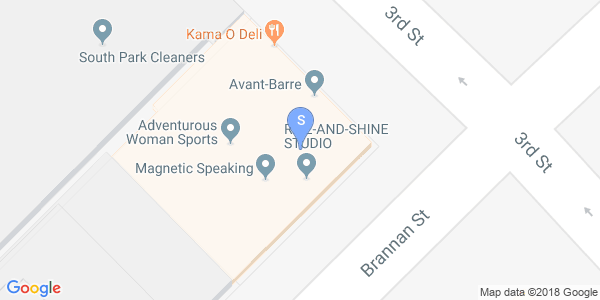 Kama O Deli
3rd St
South Park Cleaners
Avant-Barre
S
Adventurous
Woman Sports
STUDIO
3rd St
Magnetic Speaking
Brannan St
Google
Map data ©2018 Google